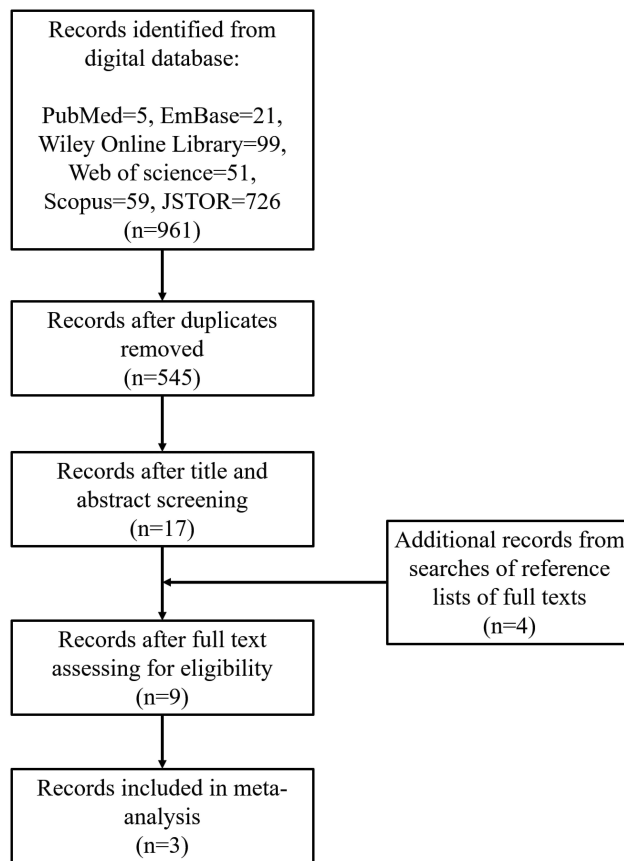 Records identified from
digital database:
PubMed=5, EmBase=21,
Wiley Online Library=99,
Web of science=51,
Scopus=59, JSTOR=726
(n=961)
Records after duplicates
removed
(n=545)
Records after title and
abstract screening
(n=17)
Additional records from
searches of reference
lists of full texts
(n=4)
Records after full text
assessing for eligibility
(n=9)
Records included in meta-
analysis
(n=3)